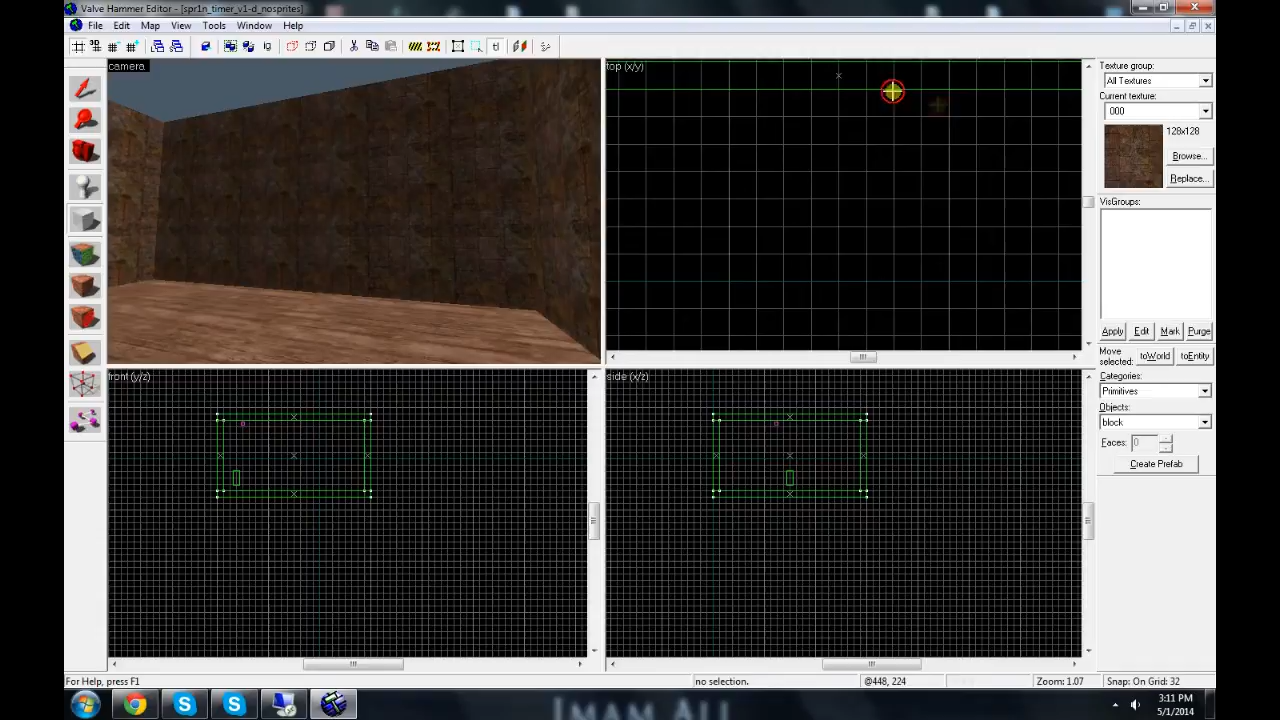 Valve Hammer Editor - [spr1n_timer_v1-d_nosprites]
File Edit Map View Tools Window Help
camera
top (x/y)
front (y/z)
side (x/z)
Texture group:
All Textures
Current texture:
000
128x128
Browse...
Replace...
VisGroups:
Apply Edit Mark Purge
Move selected: toWorld toEntity
Categories:
Primitives
Objects:
block
Faces: 0
Create Prefab
For Help, press F1
no selection.
@448, 224
Zoom: 1.07
Snap: On Grid: 32
3:11 PM
5/1/2014
IMAM ALI